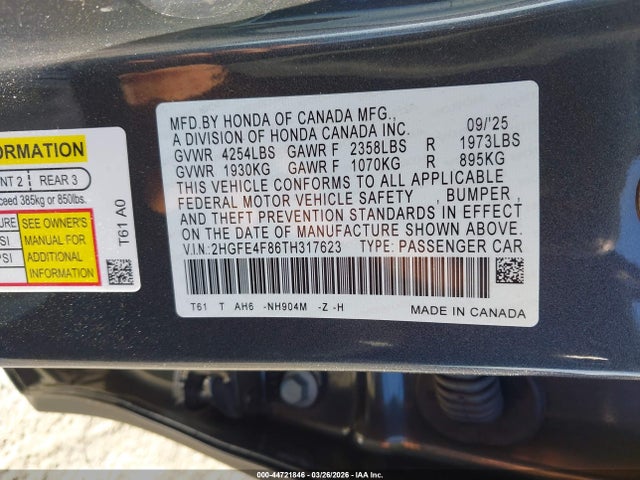 ORMATION
NT 2 REAR 3
ceed 385kg or 850lbs.
URE
SI
PSI
SEE OWNER'S
MANUAL FOR
ADDITIONAL
INFORMATION
T61 A0
MFD.BY HONDA OF CANADA MFG., 09/'25
A DIVISION OF HONDA CANADA INC.
GVWR 4254LBS GAWR F 2358LBS R 1973LBS
GVWR 1930KG GAWR F 1070KG R 895KG
THIS VEHICLE CONFORMS TO ALL APPLICABLE
FEDERAL MOTOR VEHICLE SAFETY , BUMPER ,
AND THEFT PREVENTION STANDARDS IN EFFECT
ON THE DATE OF MANUFACTURE SHOWN ABOVE.
V.I.N.:2HGFE4F86TH317623 TYPE: PASSENGER CAR
T61 T AH6 -NH904M -Z -H MADE IN CANADA
000-44721846 - 03/26/2026 - IAA Inc.